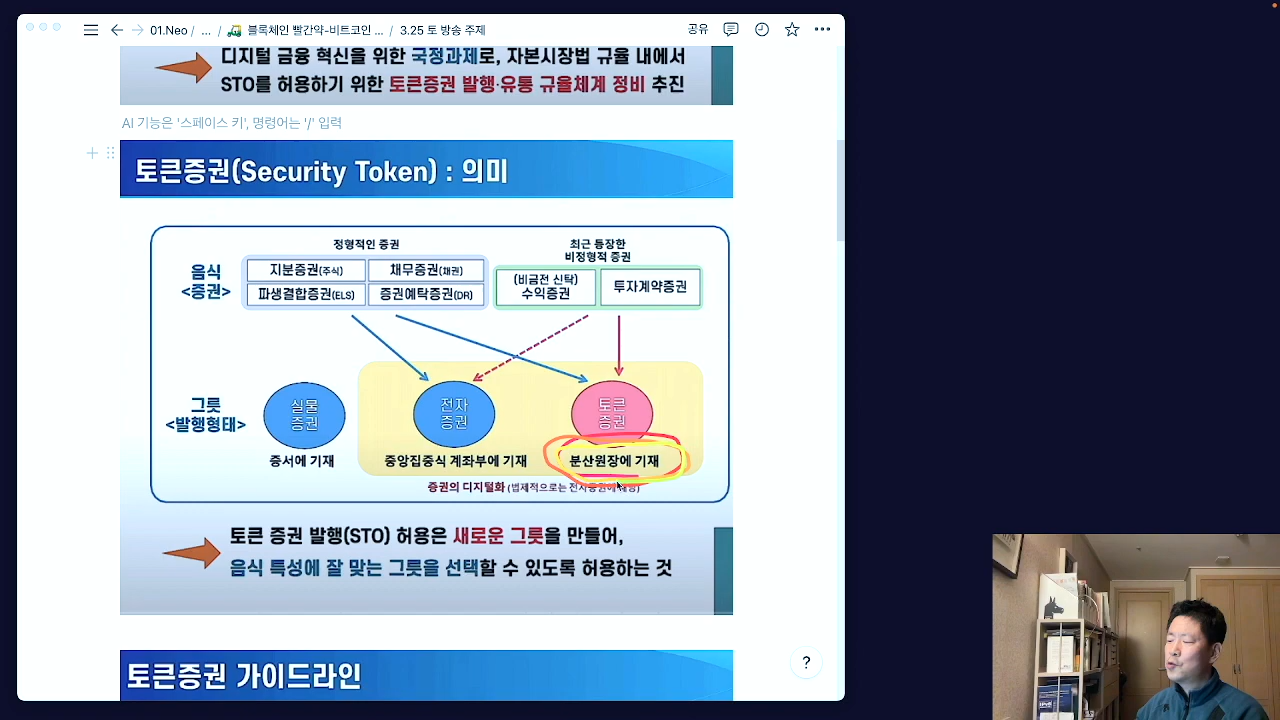 01.Neo / ... / 블록체인 빨간약-비트코인 ... / 3.25 토 방송 주제
공유
디지털 금융 혁신을 위한 국정과제로, 자본시장법 규율 내에서
STO를 허용하기 위한 토큰증권 발행·유통 규율체계 정비 추진
AI 기능은 '스페이스 키', 명령어는 '/' 입력
토큰증권(Security Token) : 의미
정형적인 증권
최근 등장한
비정형적 증권
음식
<증권>
지분증권(주식)
채무증권(채권)
파생결합증권(ELS)
증권예탁증권(DR)
(비금전 신탁)
수익증권
투자계약증권
그릇
<발행형태>
실물
증권
전자
증권
토큰
증권
증서에 기재
중앙집중식 계좌부에 기재
분산원장에 기재
증권의 디지털화 (법제적으로는 전자증권에 해당)
토큰 증권 발행(STO) 허용은 새로운 그릇을 만들어,
음식 특성에 잘 맞는 그릇을 선택할 수 있도록 허용하는 것
토큰증권 가이드라인
?